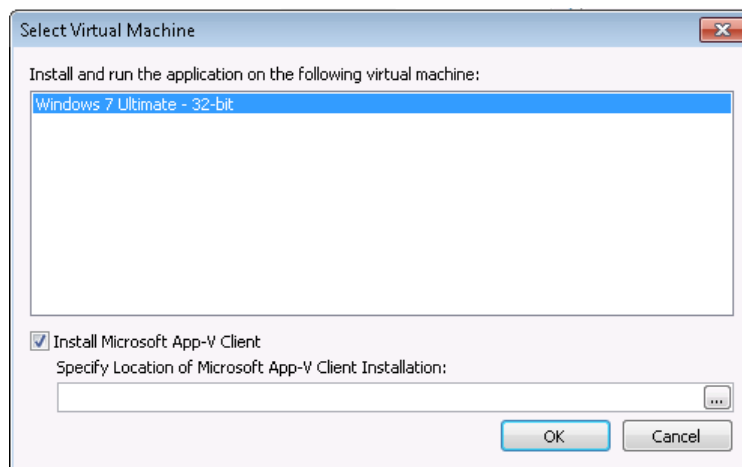 Select Virtual Machine
Install and run the application on the following virtual machine:
Windows 7 Ultimate - 32-bit
Install Microsoft App-V Client
Specify Location of Microsoft App-V Client Installation:
...
OK Cancel